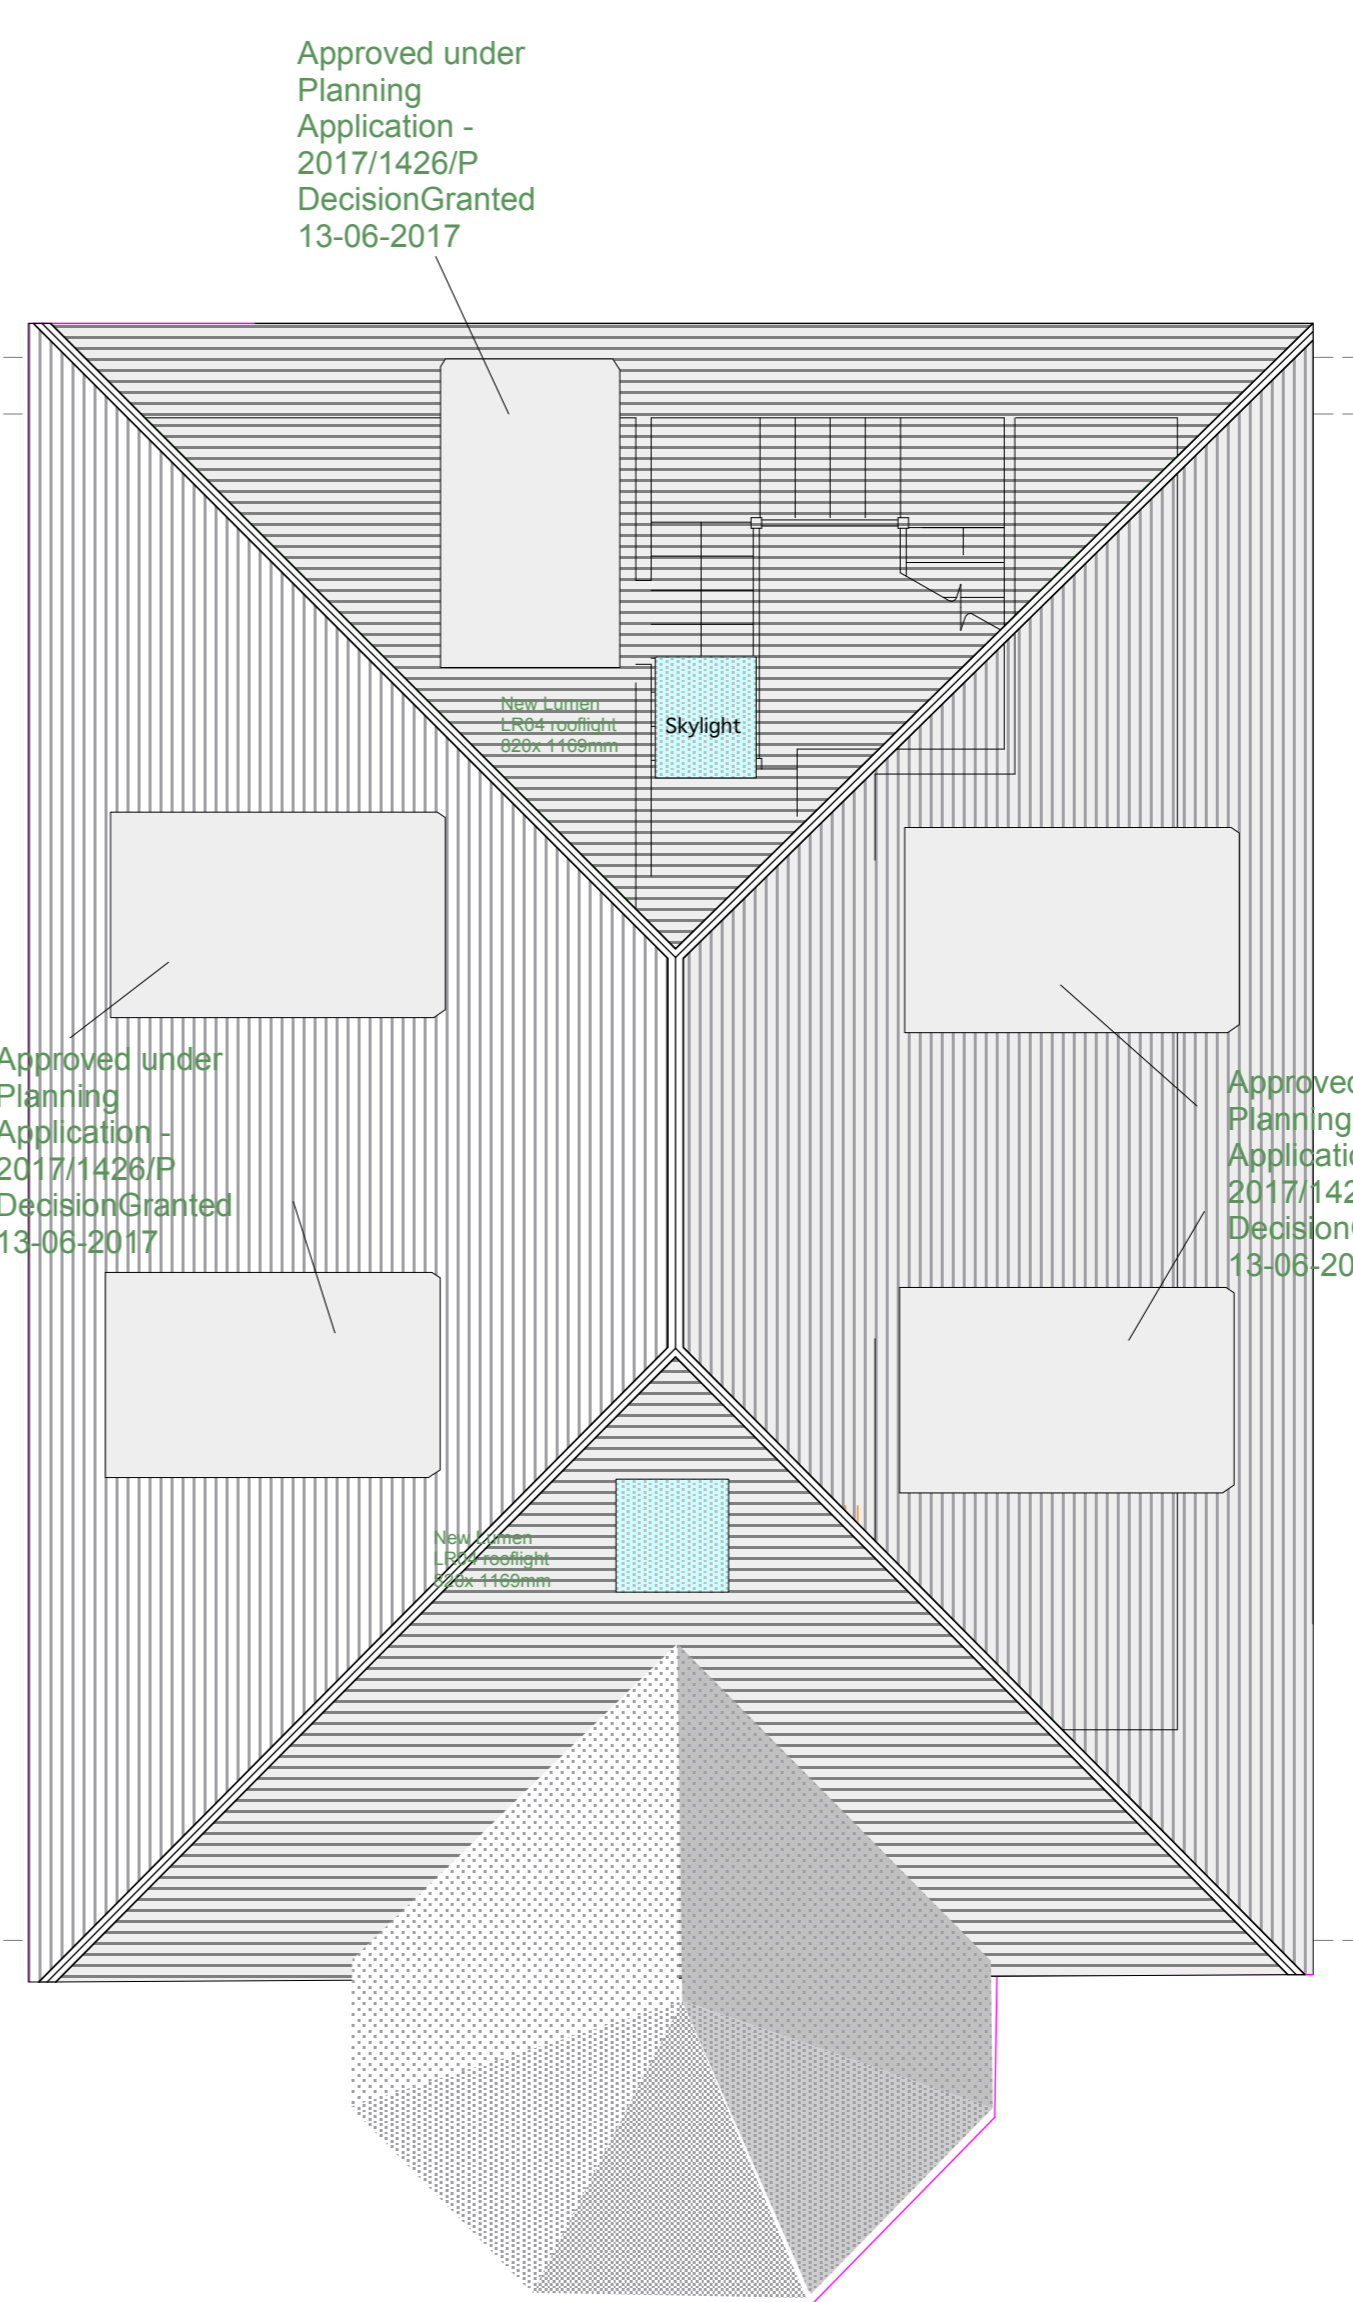 Approved under
Planning
Application -
2017/1426/P
DecisionGranted
13-06-2017
New Lumen
LR04 rooflight
820x 1169mm
Skylight
Approved under
Planning
Application -
2017/1426/P
DecisionGranted
13-06-2017
Approved
Planning
Applicatio
2017/142
Decision
13-06-20
New Lumen
LR04 rooflight
820x 1169mm